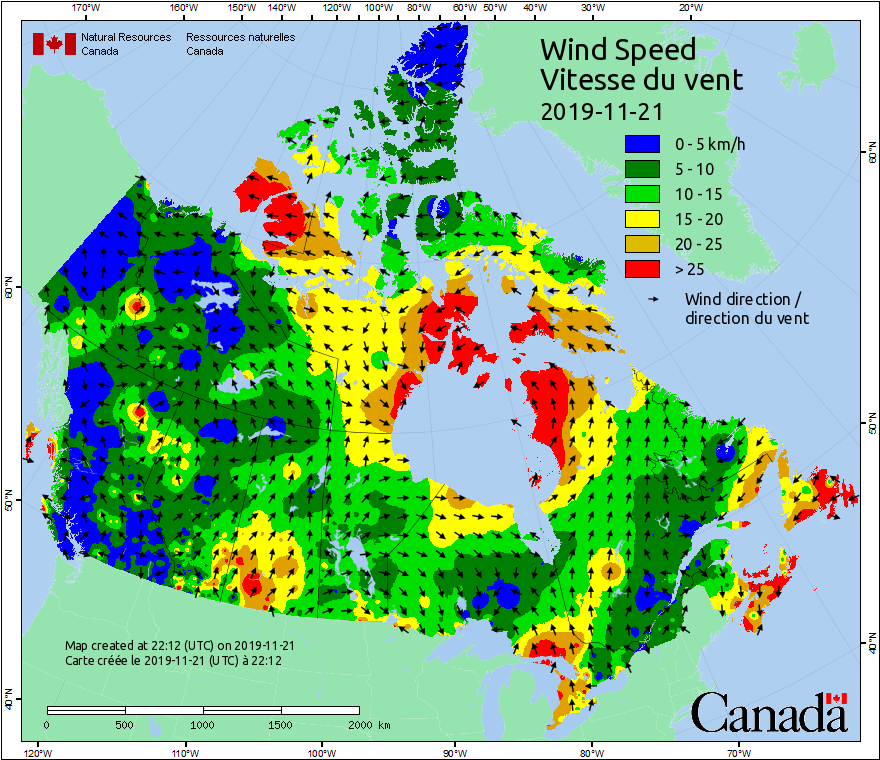 170°W 160°W 150°W 140°W 120°W 100°W 80°W 60°W 50°W 40°W 30°W 20°W
Natural Resources Ressources naturelles
Canada Canada
Wind Speed
Vitesse du vent
2019-11-21
0 - 5 km/h
5 - 10
10 - 15
15 - 20
20 - 25
> 25
Wind direction /
direction du vent
60°N
60°N
50°N
50°N
40°N
40°N
Map created at 22:12 (UTC) on 2019-11-21
Carte créée le 2019-11-21 (UTC) à 22:12
0 500 1000 1500 2000 km
Canada
120°W 110°W 100°W 90°W 80°W 70°W